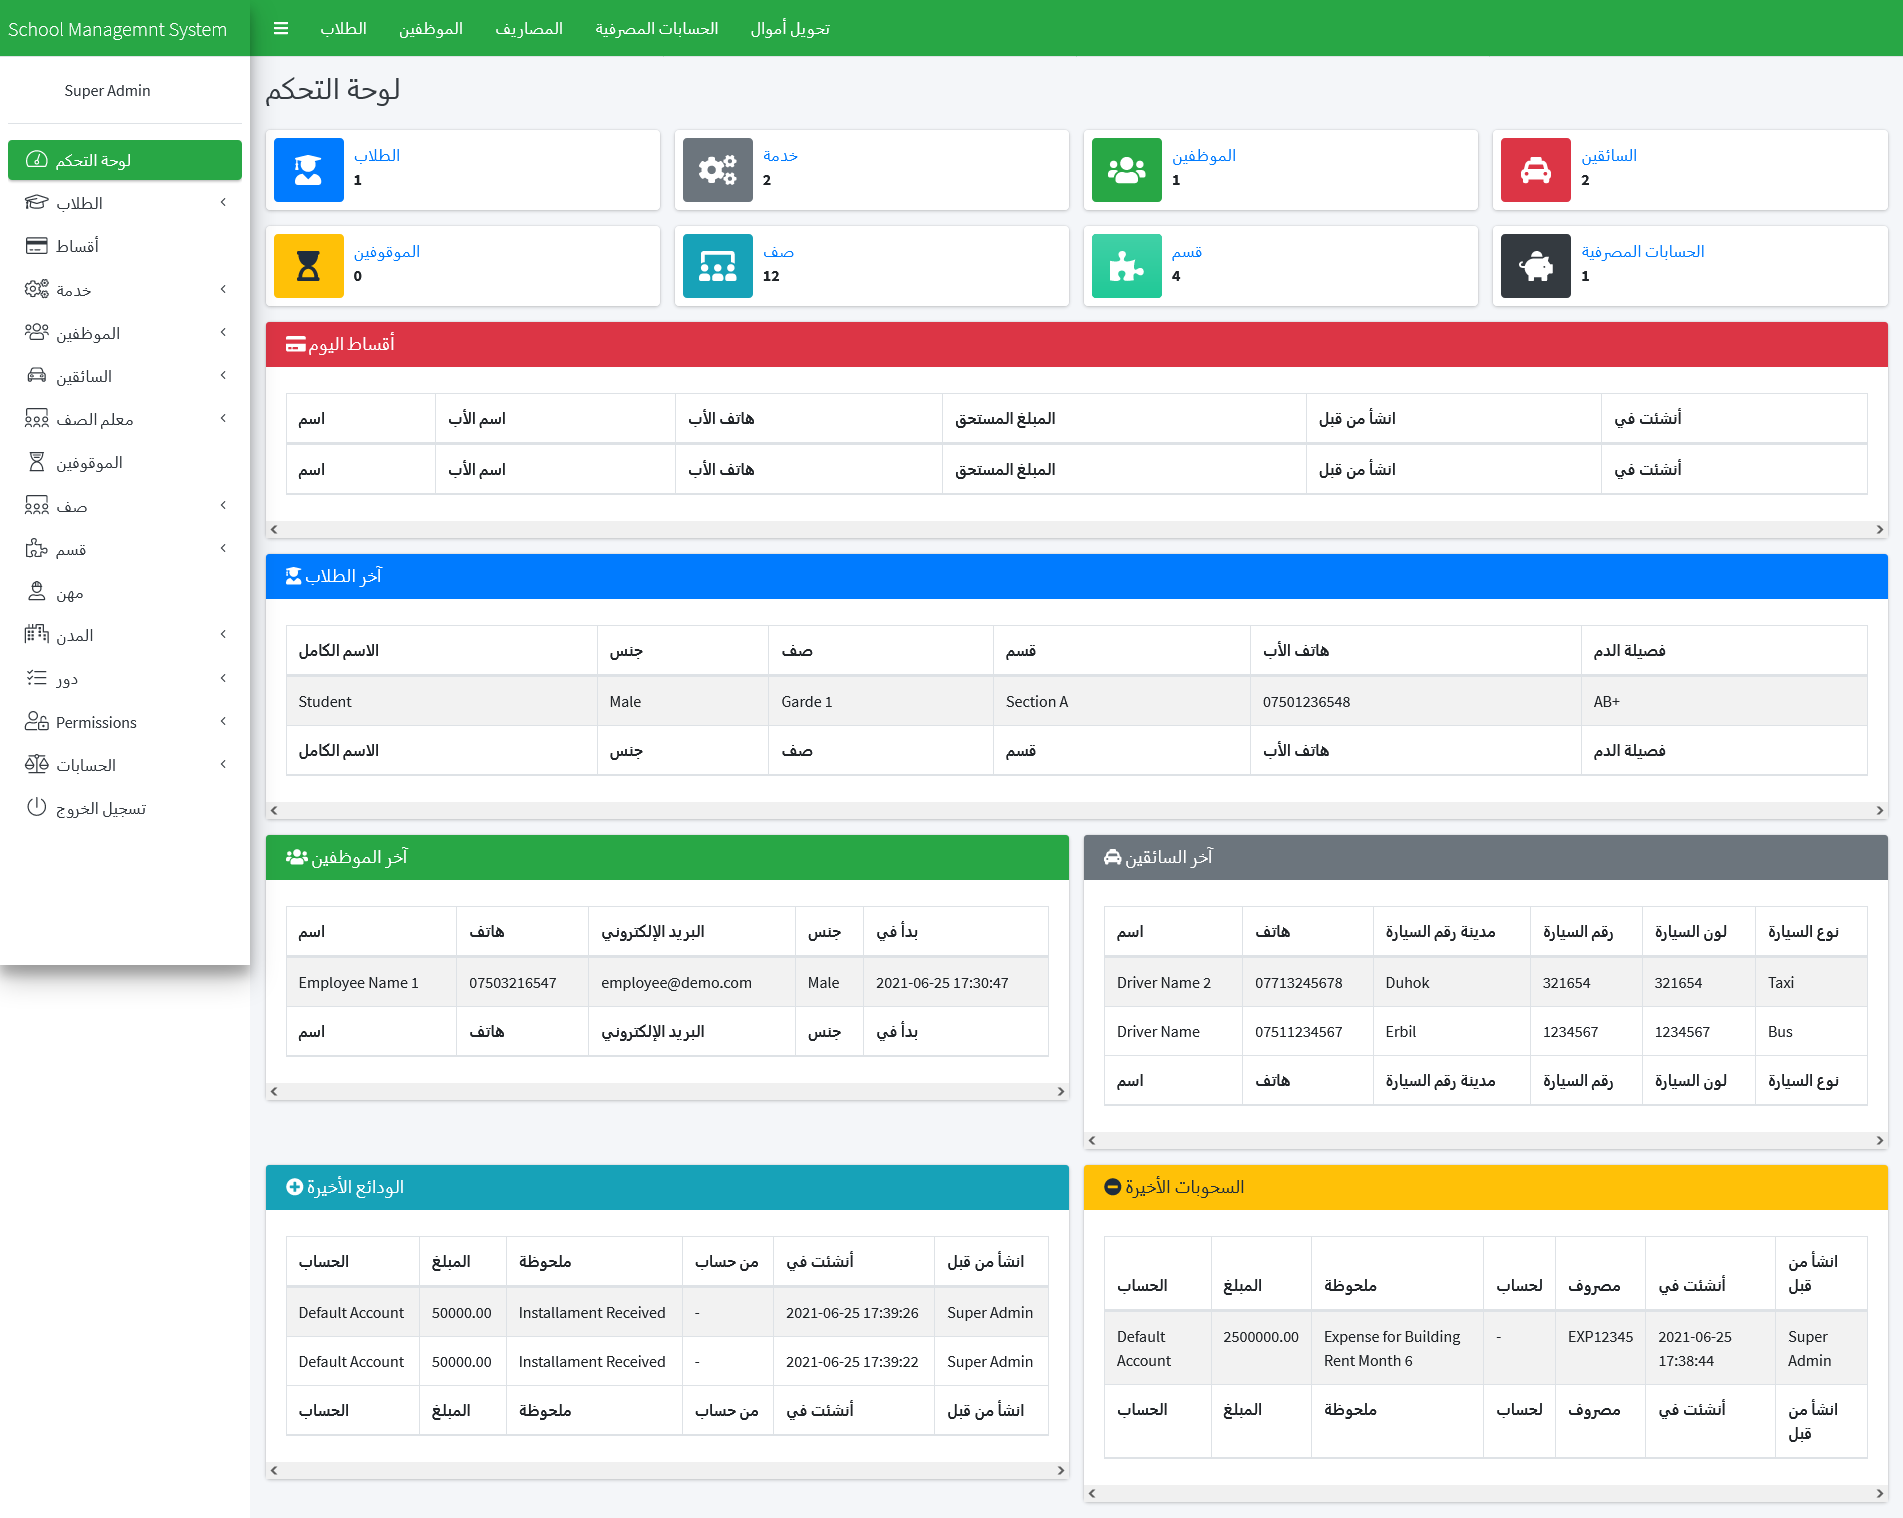 School Managemnt System
الطلاب
الموظفين
المصاريف
الحسابات المصرفية
تحويل أموال
Super Admin
لوحة التحكم
الطلاب
أقساط
خدمة
الموظفين
السائقين
معلم الصف
الموقوفين
صف
قسم
مهن
المدن
دور
Permissions
الحسابات
تسجيل الخروج
لوحة التحكم
الطلاب
1
خدمة
2
الموظفين
1
السائقين
2
الموقوفين
0
صف
12
قسم
4
الحسابات المصرفية
1
أقساط اليوم
اسم	اسم الأب	هاتف الأب	المبلغ المستحق	انشأ من قبل	أنشئت في
اسم	اسم الأب	هاتف الأب	المبلغ المستحق	انشأ من قبل	أنشئت في
آخر الطلاب
الاسم الكامل	جنس	صف	قسم	هاتف الأب	فصيلة الدم
Student	Male	Garde 1	Section A	07501236548	AB+
الاسم الكامل	جنس	صف	قسم	هاتف الأب	فصيلة الدم
آخر الموظفين
اسم	هاتف	البريد الإلكتروني	جنس	بدأ في
Employee Name 1	07503216547	employee@demo.com	Male	2021-06-25 17:30:47
اسم	هاتف	البريد الإلكتروني	جنس	بدأ في
آخر السائقين
اسم	هاتف	مدينة رقم السيارة	رقم السيارة	لون السيارة	نوع السيارة
Driver Name 2	07713245678	Duhok	321654	321654	Taxi
Driver Name	07511234567	Erbil	1234567	1234567	Bus
اسم	هاتف	مدينة رقم السيارة	رقم السيارة	لون السيارة	نوع السيارة
الودائع الأخيرة
الحساب	المبلغ	ملحوظة	من حساب	أنشئت في	انشأ من قبل
Default Account	50000.00	Installament Received	-	2021-06-25 17:39:26	Super Admin
Default Account	50000.00	Installament Received	-	2021-06-25 17:39:22	Super Admin
الحساب	المبلغ	ملحوظة	من حساب	أنشئت في	انشأ من قبل
السحوبات الأخيرة
الحساب	المبلغ	ملحوظة	لحساب	مصروف	أنشئت في	انشأ من قبل
Default Account	2500000.00	Expense for Building Rent Month 6	-	EXP12345	2021-06-25 17:38:44	Super Admin
الحساب	المبلغ	ملحوظة	لحساب	مصروف	أنشئت في	انشأ من قبل